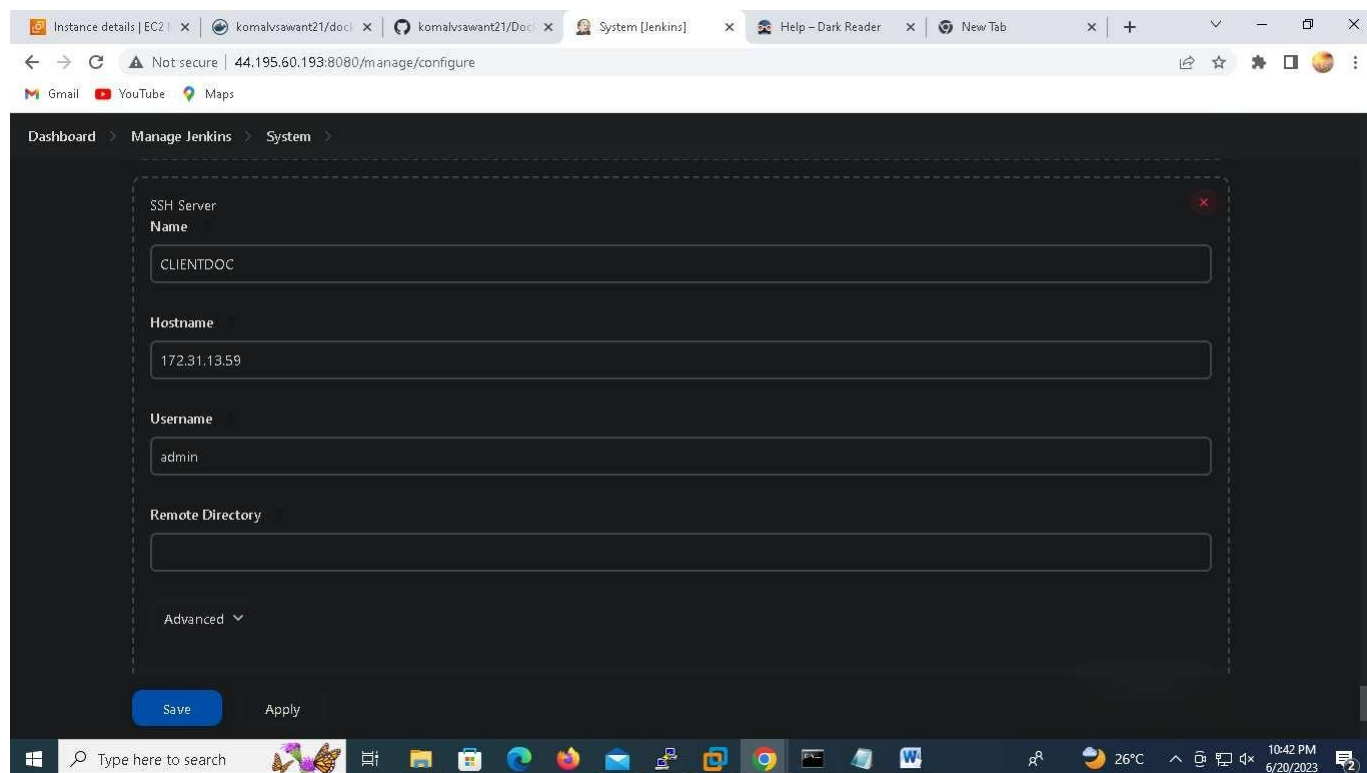 Instance details | EC2
komalvsawant21/doc
komalvsawant21/Doc
System [Jenkins]
Help – Dark Reader
New Tab
Not secure | 44.195.60.193:8080/manage/configure
Gmail
YouTube
Maps
Dashboard > Manage Jenkins > System >
SSH Server
Name
CLIENTDOC
Hostname
172.31.13.59
Username
admin
Remote Directory
Advanced
Save
Apply
Type here to search
26°C
10:42 PM
6/20/2023
2